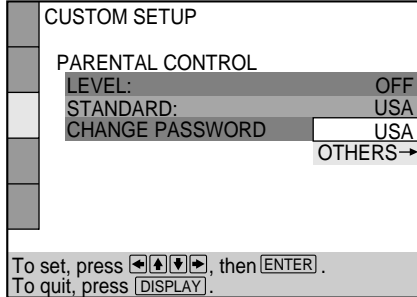 CUSTOM SETUP
PARENTAL CONTROL
LEVEL: OFF
STANDARD: USA
CHANGE PASSWORD USA
OTHERS→
To set, press ←↑↓→, then ENTER.
To quit, press DISPLAY.